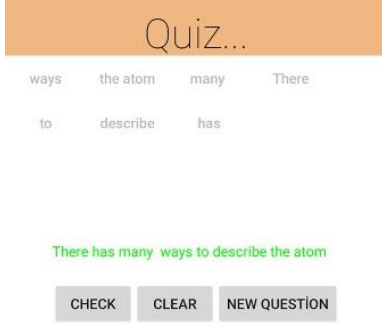 Quiz...
ways the atom many There
to describe has
There has many ways to describe the atom
CHECK CLEAR NEW QUESTİON